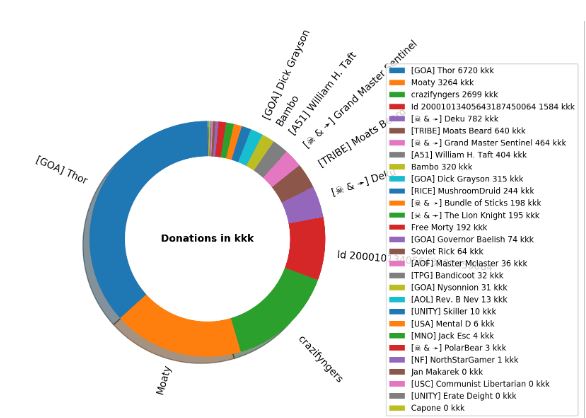 [GOA] Thor
Moaty
crazifyngers
Id 20001013
[☠ & ➛] De
[TRIBE] Moats B
[☠ & ➛] Grand Master Sentinel
[A51] William H. Taft
Bambo
[GOA] Dick Grayson
Donations in kkk
[GOA] Thor 6720 kkk
Moaty 3264 kkk
crazifyngers 2699 kkk
Id 2000101340564318745​0064 1584 kkk
[☠ & ➛] Deku 782 kkk
[TRIBE] Moats Beard 640 kkk
[☠ & ➛] Grand Master Sentinel 464 kkk
[A51] William H. Taft 404 kkk
Bambo 320 kkk
[GOA] Dick Grayson 315 kkk
[RICE] MushroomDruid 244 kkk
[☠ & ➛] Bundle of Sticks 198 kkk
[☠ & ➛] The Lion Knight 195 kkk
Free Morty 192 kkk
[GOA] Governor Baelish 74 kkk
Soviet Rick 64 kkk
[AOF] Master Mcaster 36 kkk
[TPG] Bandicoot 32 kkk
[GOA] Nysonnion 31 kkk
[AOL] Rev. B Nev 13 kkk
[UNITY] Skiller 10 kkk
[USA] Mental D 6 kkk
[MNO] Jack Esc 4 kkk
[☠ & ➛] PolarBear 3 kkk
[NF] NorthStarGamer 1 kkk
Jan Makarek 0 kkk
[USC] Communist Libertarian 0 kkk
[UNITY] Erate Deight 0 kkk
Capone 0 kkk